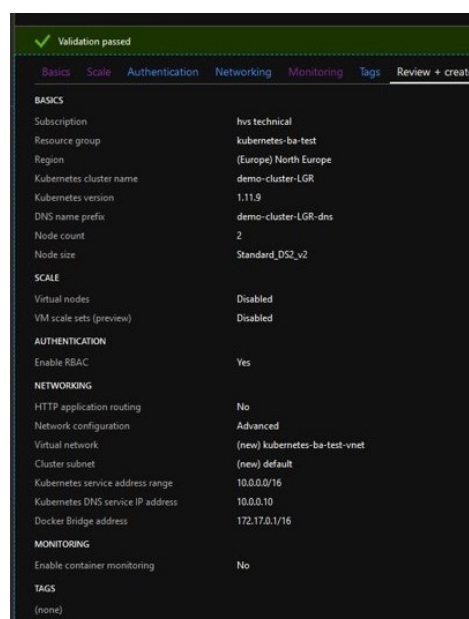 Validation passed
Basics Scale Authentication Networking Monitoring Tags Review + creat
BASICS
Subscription hvs technical
Resource group kubernetes-ba-test
Region (Europe) North Europe
Kubernetes cluster name demo-cluster-LGR
Kubernetes version 1.11.9
DNS name prefix demo-cluster-LGR-dns
Node count 2
Node size Standard_DS2_v2
SCALE
Virtual nodes Disabled
VM scale sets (preview) Disabled
AUTHENTICATION
Enable RBAC Yes
NETWORKING
HTTP application routing No
Network configuration Advanced
Virtual network (new) kubernetes-ba-test-vnet
Cluster subnet (new) default
Kubernetes service address range 10.0.0.0/16
Kubernetes DNS service IP address 10.0.0.10
Docker Bridge address 172.17.0.1/16
MONITORING
Enable container monitoring No
TAGS
(none)